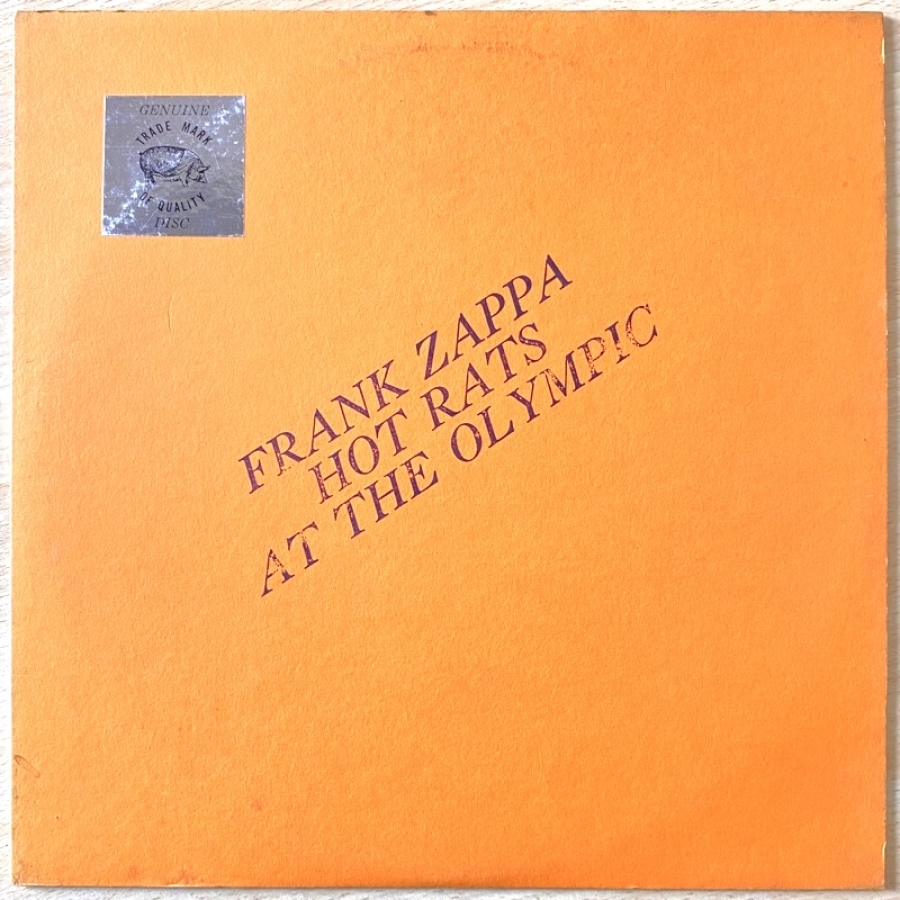 GENUINE
TRADE MARK
OF QUALITY
DISC
FRANK ZAPPA
HOT RATS
AT THE OLYMPIC